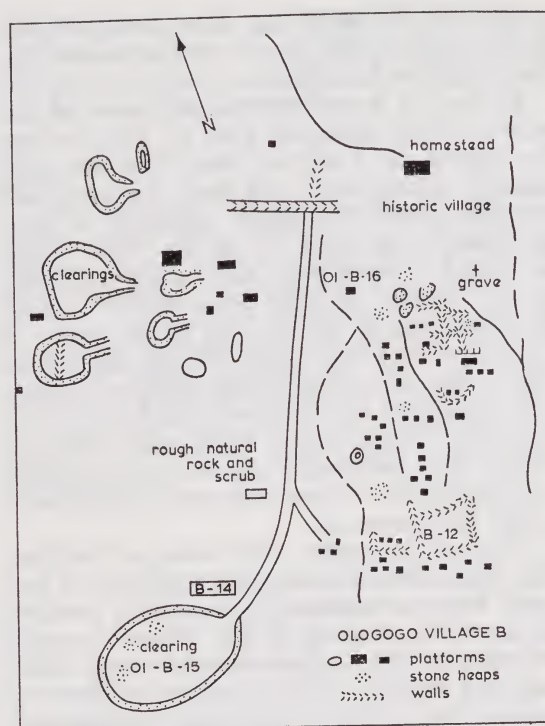 N
homestead
historic village
clearings
OI-B-16
grave
rough natural
rock and
scrub
B-12
B-14
clearing
OI-B-15
OLOGOGO VILLAGE B
platforms
stone heaps
walls